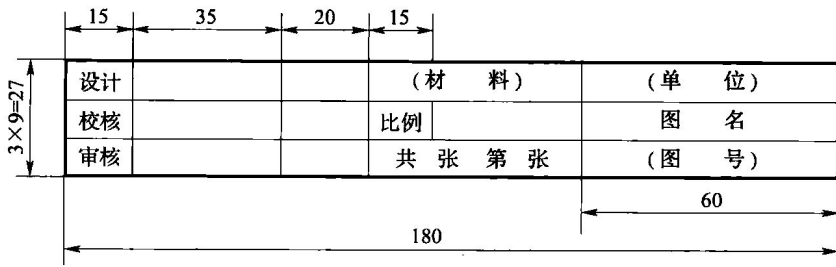 15 35 20 15
3×9=27
设计 (材 料) (单 位)
校核 比例 图 名
审核 共 张 第 张 (图 号)
60
180